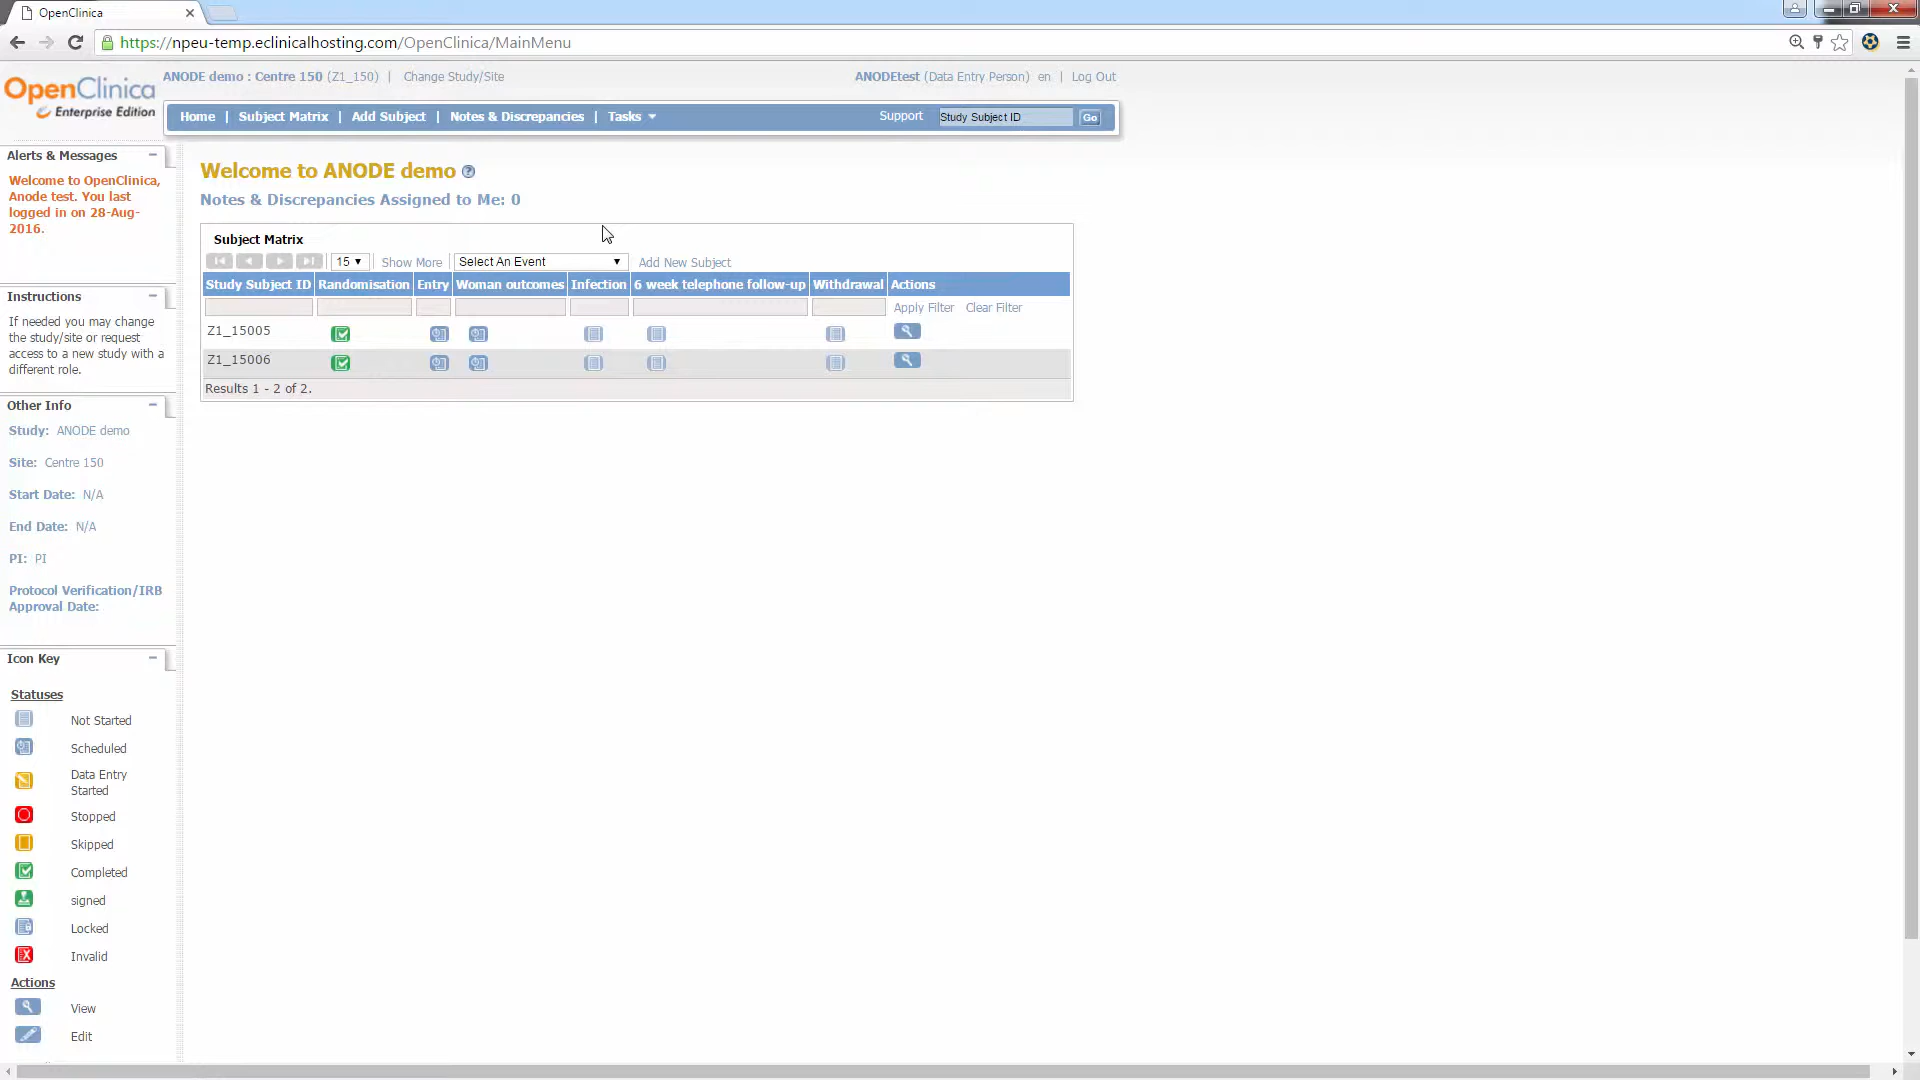 OpenClinica
https://npeu-temp.eclinicalhosting.com/OpenClinica/MainMenu
OpenClinica
Enterprise Edition
ANODE demo : Centre 150 (Z1_150) | Change Study/Site
ANODEtest (Data Entry Person) en | Log Out
Home | Subject Matrix | Add Subject | Notes & Discrepancies | Tasks
Support Study Subject ID Go
Alerts & Messages
Welcome to OpenClinica,
Anode test. You last
logged in on 28-Aug-
2016.
Instructions
If needed you may change
the study/site or request
access to a new study with a
different role.
Other Info
Study: ANODE demo
Site: Centre 150
Start Date: N/A
End Date: N/A
PI: PI
Protocol Verification/IRB
Approval Date:
Icon Key
Statuses
Not Started
Scheduled
Data Entry
Started
Stopped
Skipped
Completed
signed
Locked
Invalid
Actions
View
Edit
Welcome to ANODE demo ?
Notes & Discrepancies Assigned to Me: 0
Subject Matrix
15 Show More Select An Event Add New Subject
Study Subject ID Randomisation Entry Woman outcomes Infection 6 week telephone follow-up Withdrawal Actions
Apply Filter Clear Filter
Z1_15005
Z1_15006
Results 1 - 2 of 2.